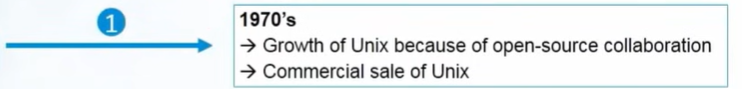 1
1970's
→ Growth of Unix because of open-source collaboration
→ Commercial sale of Unix